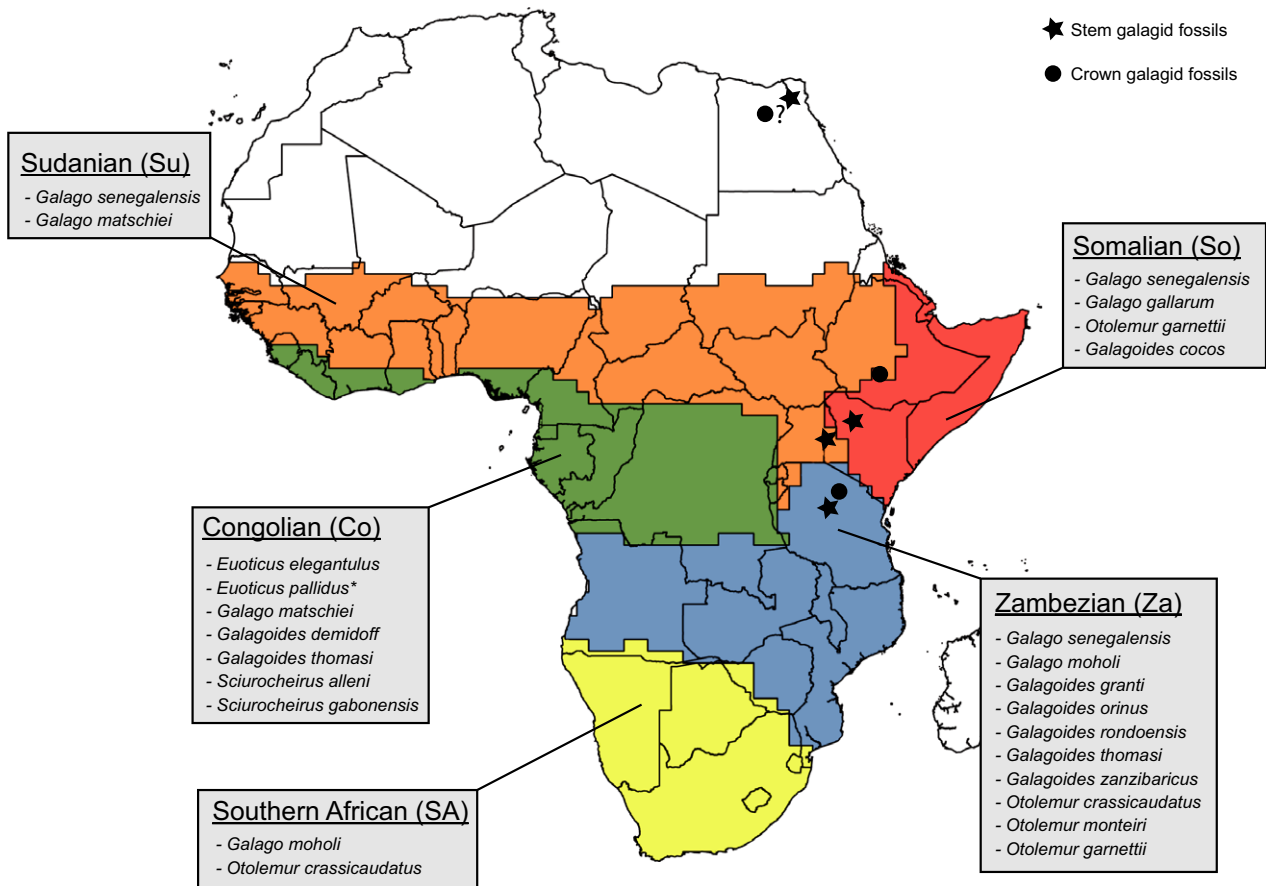 Stem galagid fossils
Crown galagid fossils
?
Sudanian (Su)
- Galago senegalensis
- Galago matschiei
Somalian (So)
- Galago senegalensis
- Galago gallarum
- Otolemur garnettii
- Galagoides cocos
Congolian (Co)
- Euoticus elegantulus
- Euoticus pallidus*
- Galago matschiei
- Galagoides demidoff
- Galagoides thomasi
- Sciurocheirus alleni
- Sciurocheirus gabonensis
Zambezian (Za)
- Galago senegalensis
- Galago moholi
- Galagoides granti
- Galagoides orinus
- Galagoides rondoensis
- Galagoides thomasi
- Galagoides zanzibaricus
- Otolemur crassicaudatus
- Otolemur monteiri
- Otolemur garnettii
Southern African (SA)
- Galago moholi
- Otolemur crassicaudatus